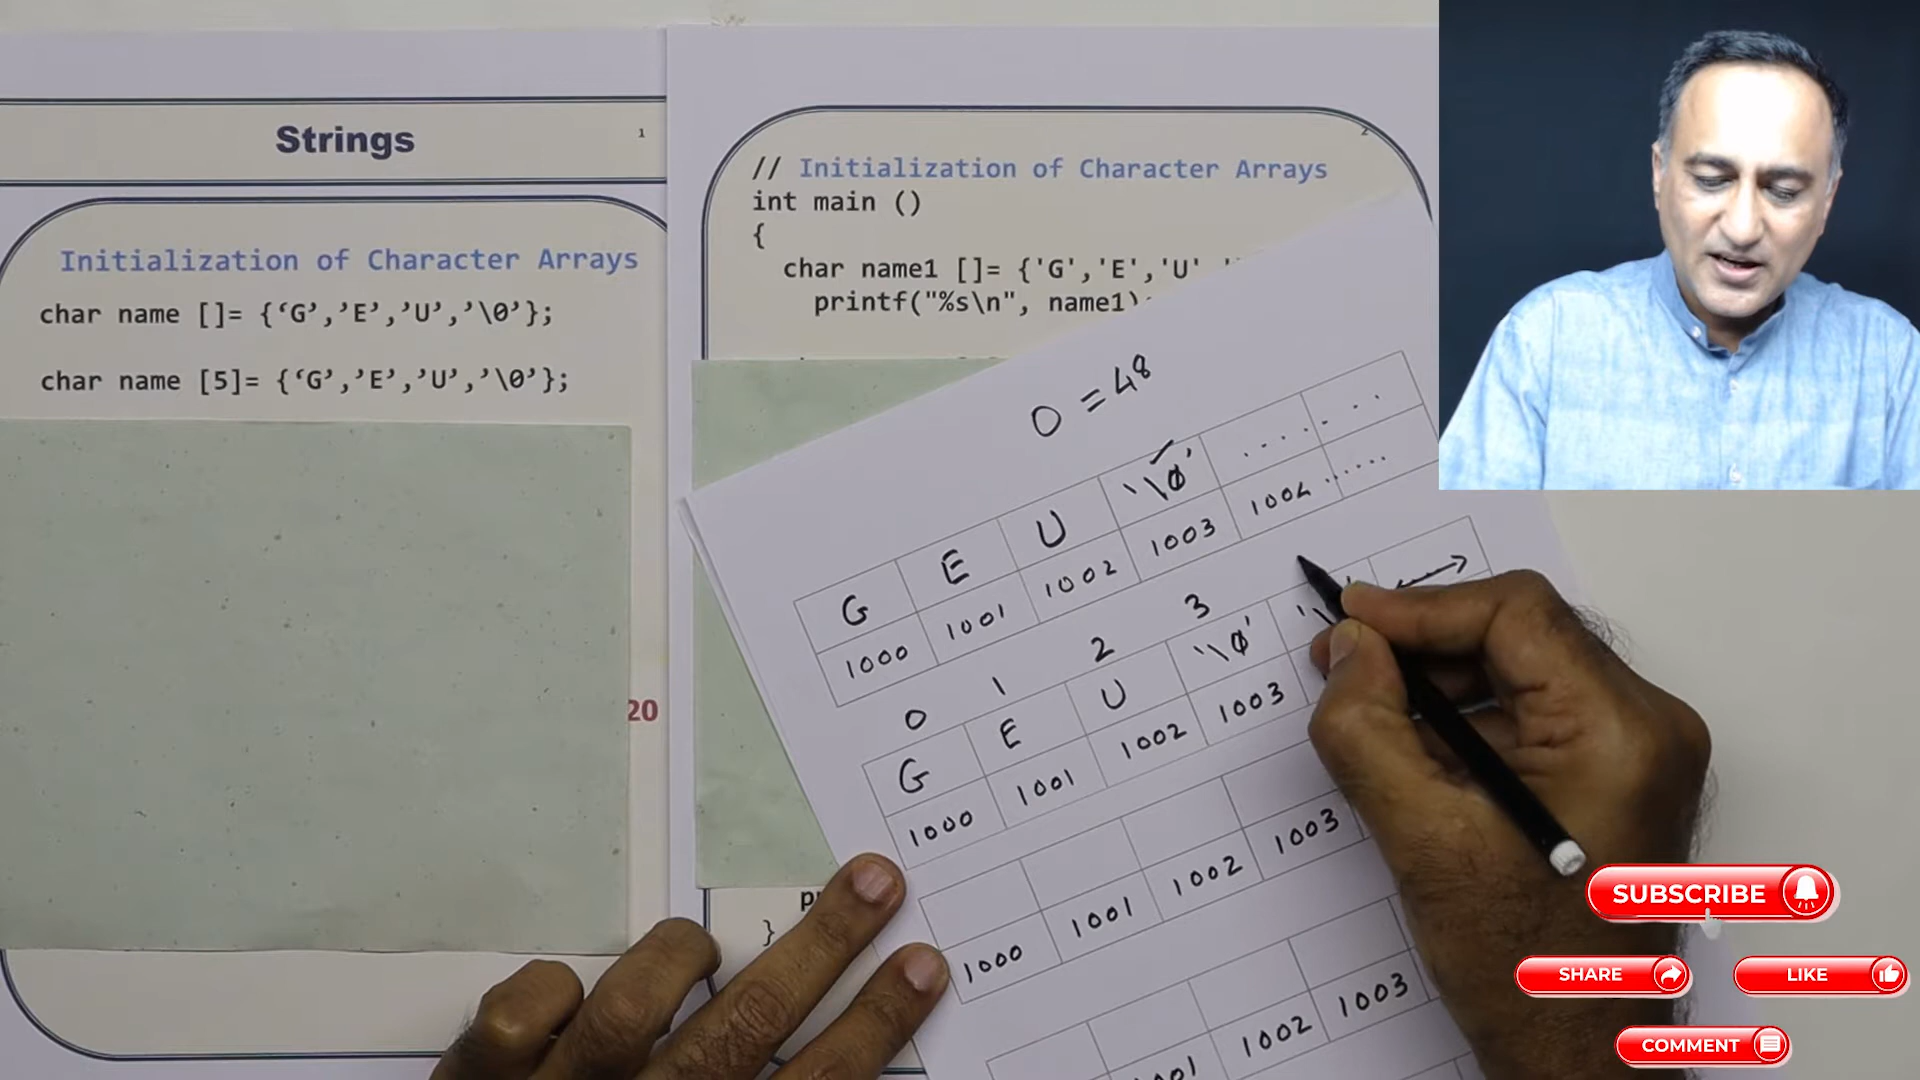 Strings
1
Initialization of Character Arrays
char name []= {‘G’,’E’,’U’,’\0’};
char name [5]= {‘G’,’E’,’U’,’\0’};
20
2
// Initialization of Character Arrays
int main ()
{
char name1 []= {'G','E','U'
printf("%s\n", name1);
}
0 = 48
G E U '\0' . . . . . . .
1000 1001 1002 1003 1004 .....
0 1 2 3
G E U '\0'
1000 1001 1002 1003
1000 1001 1002 1003
1002 1003
SUBSCRIBE
SHARE
LIKE
COMMENT